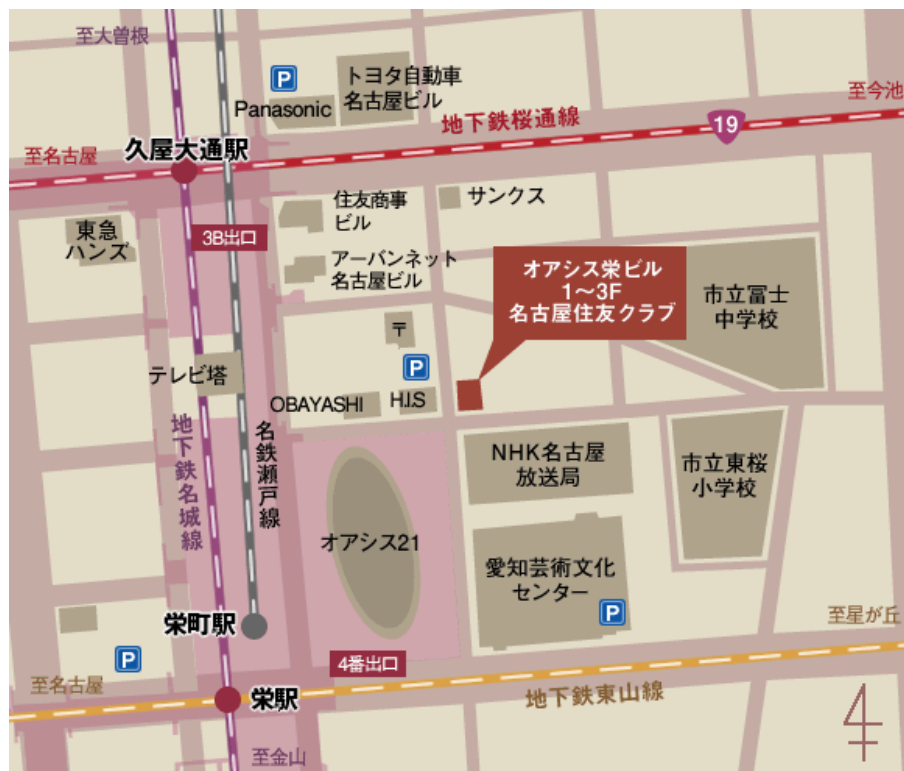 至大曽根
P
トヨタ自動車
名古屋ビル
Panasonic
至今池
地下鉄桜通線
19
久屋大通駅
至名古屋
住友商事
ビル
サンクス
東急
ハンズ
3B出口
アーバンネット
名古屋ビル
オアシス栄ビル
1〜3F
名古屋住友クラブ
市立冨士
中学校
〒
P
テレビ塔
OBAYASHI
H.I.S
地下鉄名城線
名鉄瀬戸線
NHK名古屋
放送局
市立東桜
小学校
オアシス21
愛知芸術文化
センター
P
栄町駅
至星が丘
P
4番出口
至名古屋
栄駅
地下鉄東山線
至金山